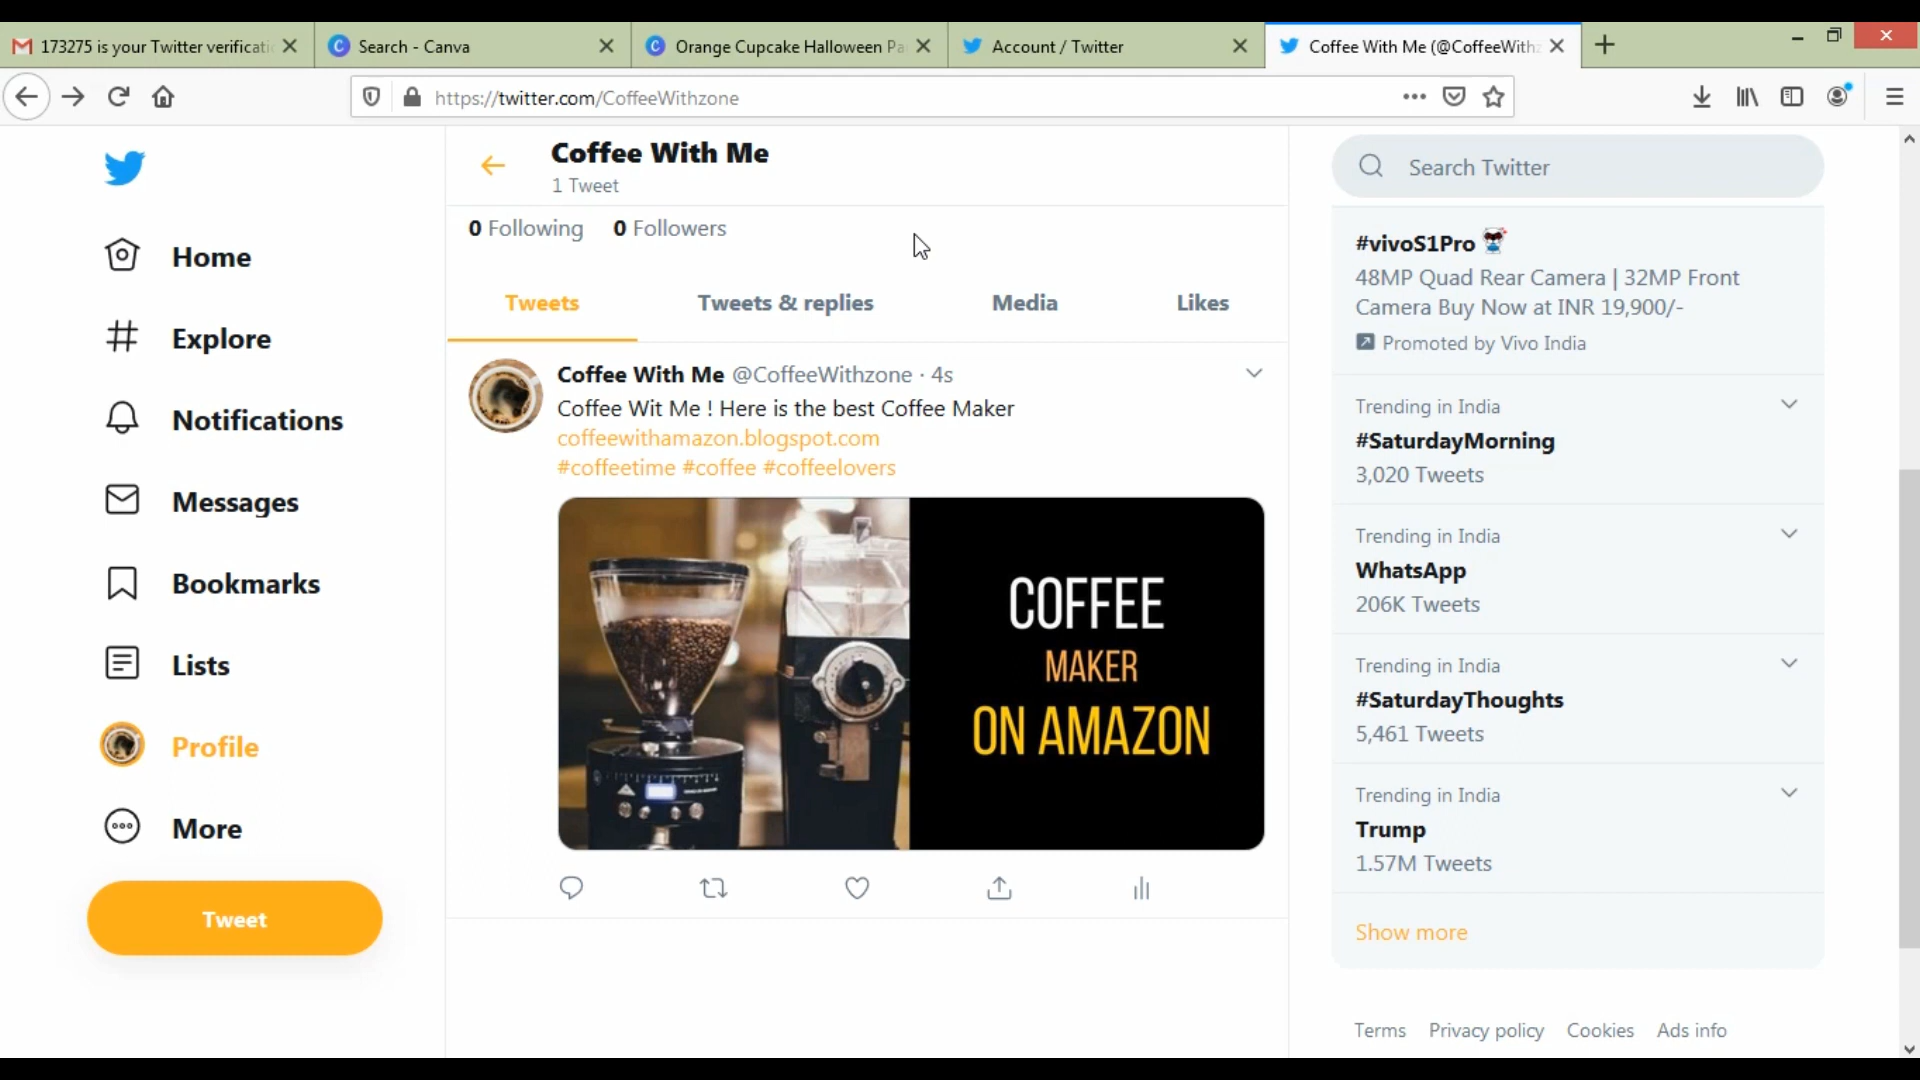 173275 is your Twitter verificati
Search - Canva
Orange Cupcake Halloween Pa
Account / Twitter
Coffee With Me (@CoffeeWithz
https://twitter.com/CoffeeWithzone
Home
Explore
Notifications
Messages
Bookmarks
Lists
Profile
More
Tweet
Coffee With Me
1 Tweet
0 Following 0 Followers
Tweets Tweets & replies Media Likes
Coffee With Me @CoffeeWithzone · 4s
Coffee Wit Me ! Here is the best Coffee Maker
coffeewithamazon.blogspot.com
#coffeetime #coffee #coffeelovers
COFFEE
MAKER
ON AMAZON
Search Twitter
#vivoS1Pro
48MP Quad Rear Camera | 32MP Front
Camera Buy Now at INR 19,900/-
Promoted by Vivo India
Trending in India
#SaturdayMorning
3,020 Tweets
Trending in India
WhatsApp
206K Tweets
Trending in India
#SaturdayThoughts
5,461 Tweets
Trending in India
Trump
1.57M Tweets
Show more
Terms Privacy policy Cookies Ads info